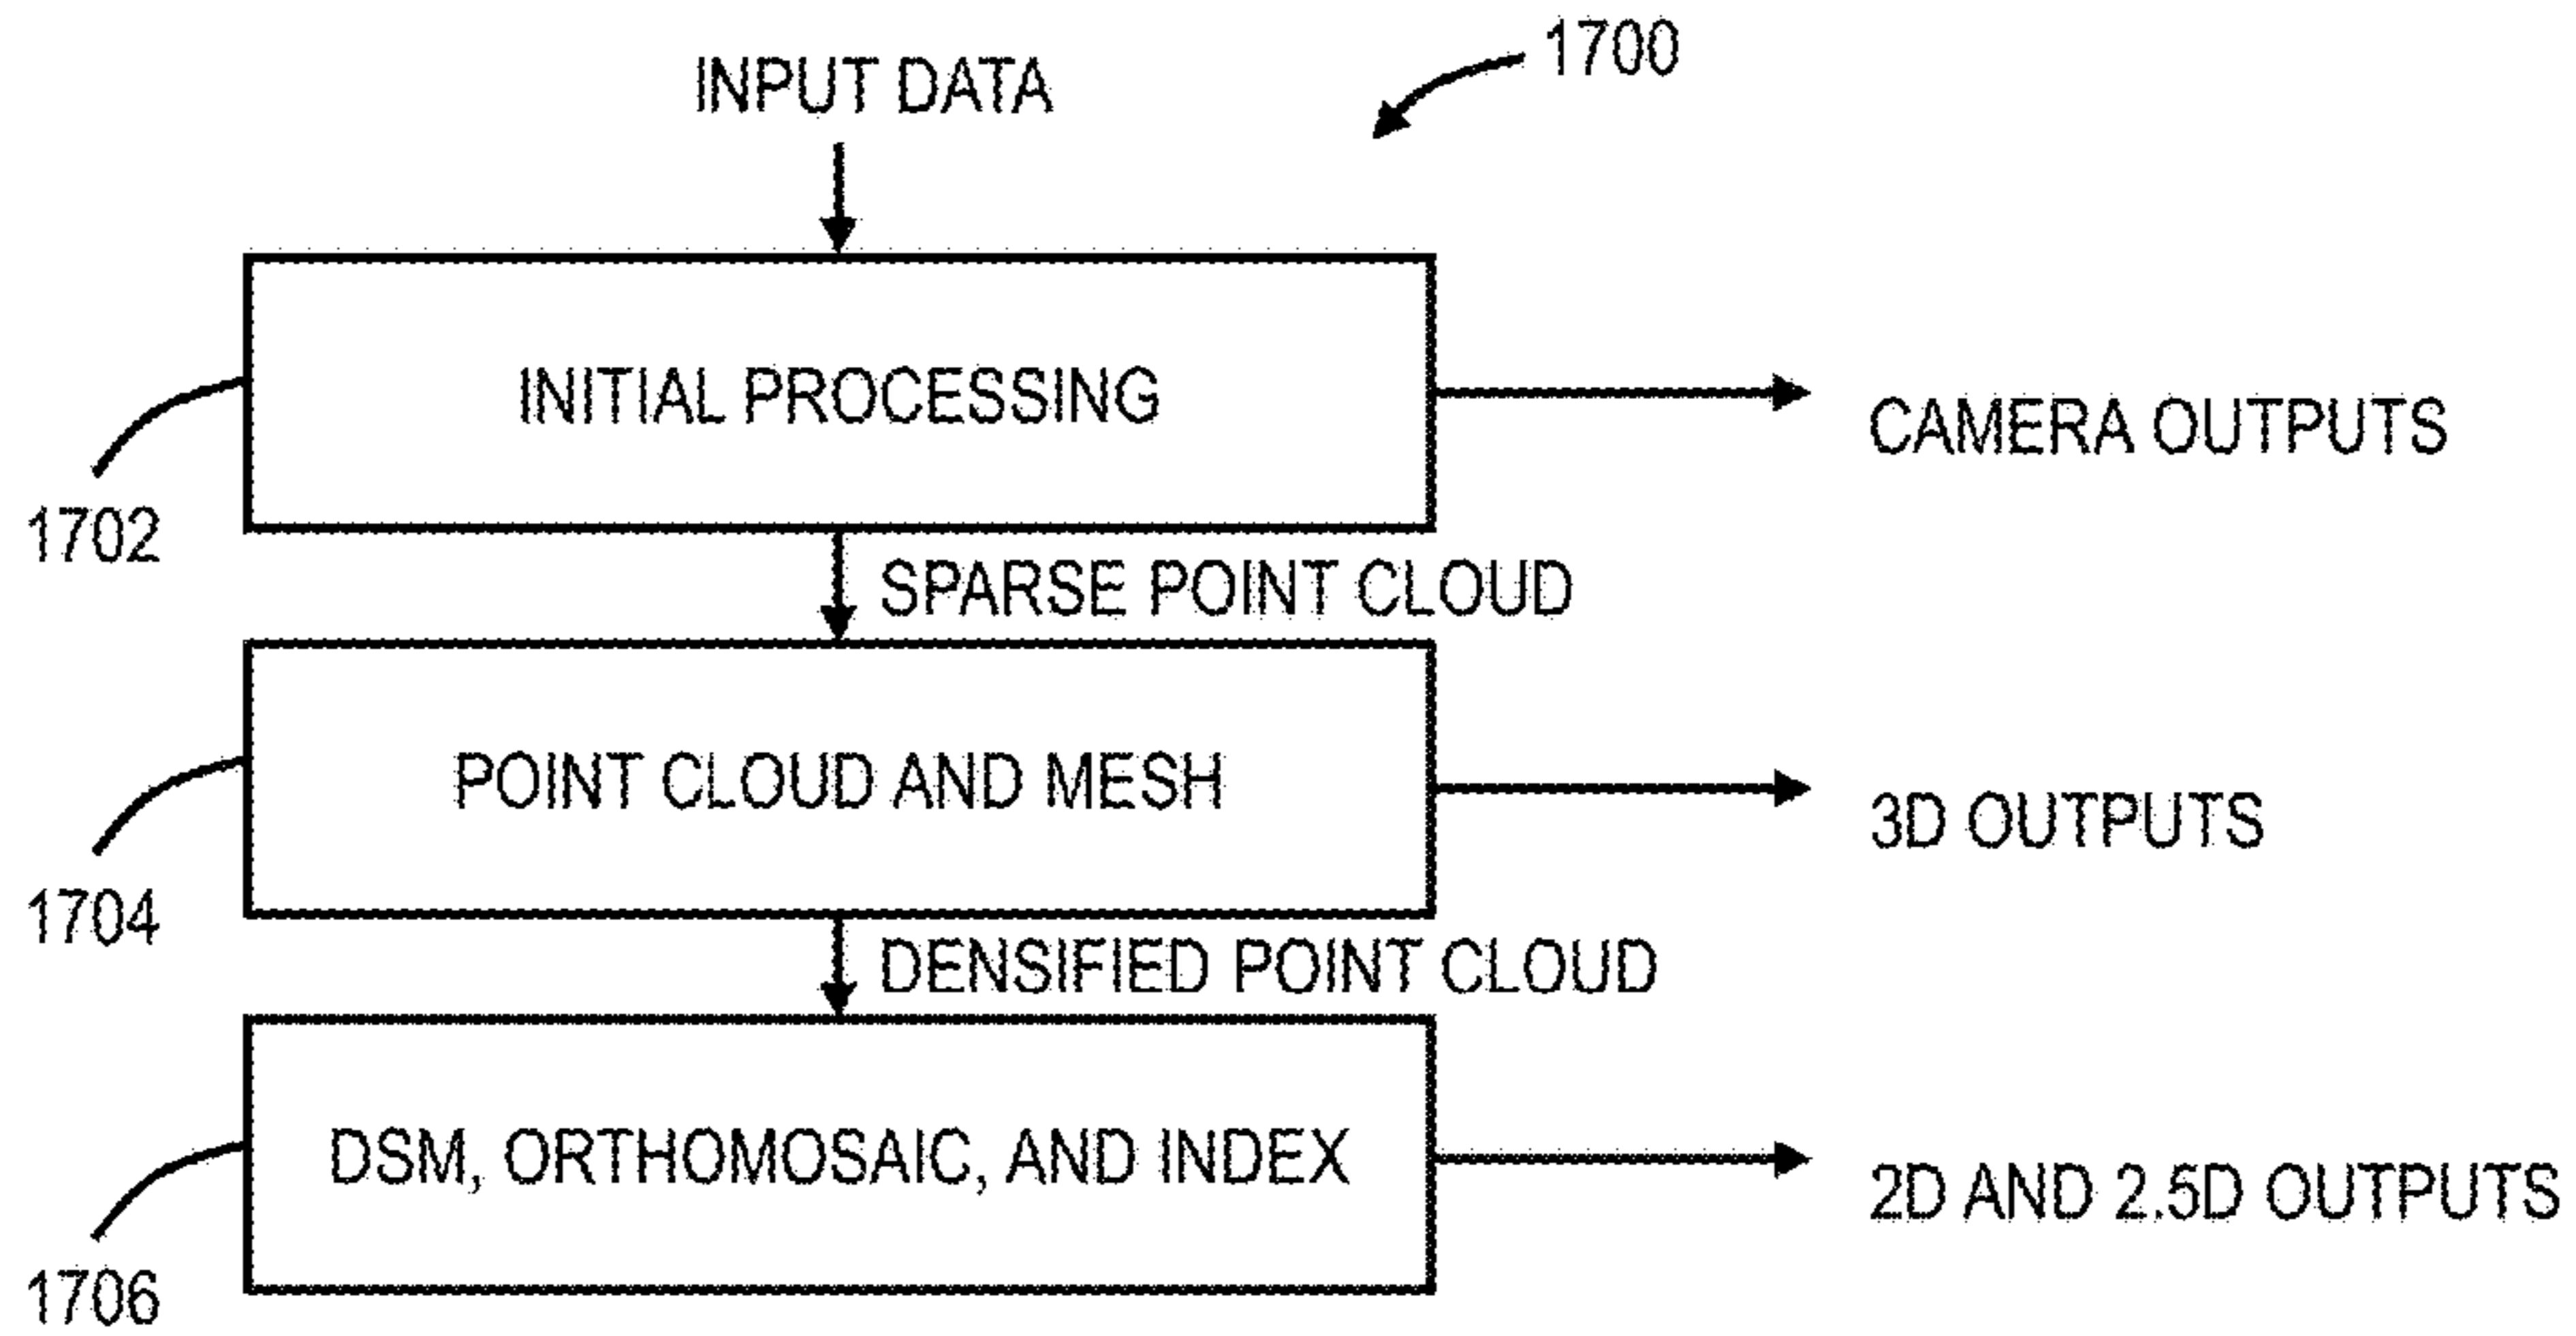 1700
INPUT DATA
INITIAL PROCESSING
CAMERA OUTPUTS
1702
SPARSE POINT CLOUD
POINT CLOUD AND MESH
3D OUTPUTS
1704
DENSIFIED POINT CLOUD
DSM, ORTHOMOSAIC, AND INDEX
2D AND 2.5D OUTPUTS
1706